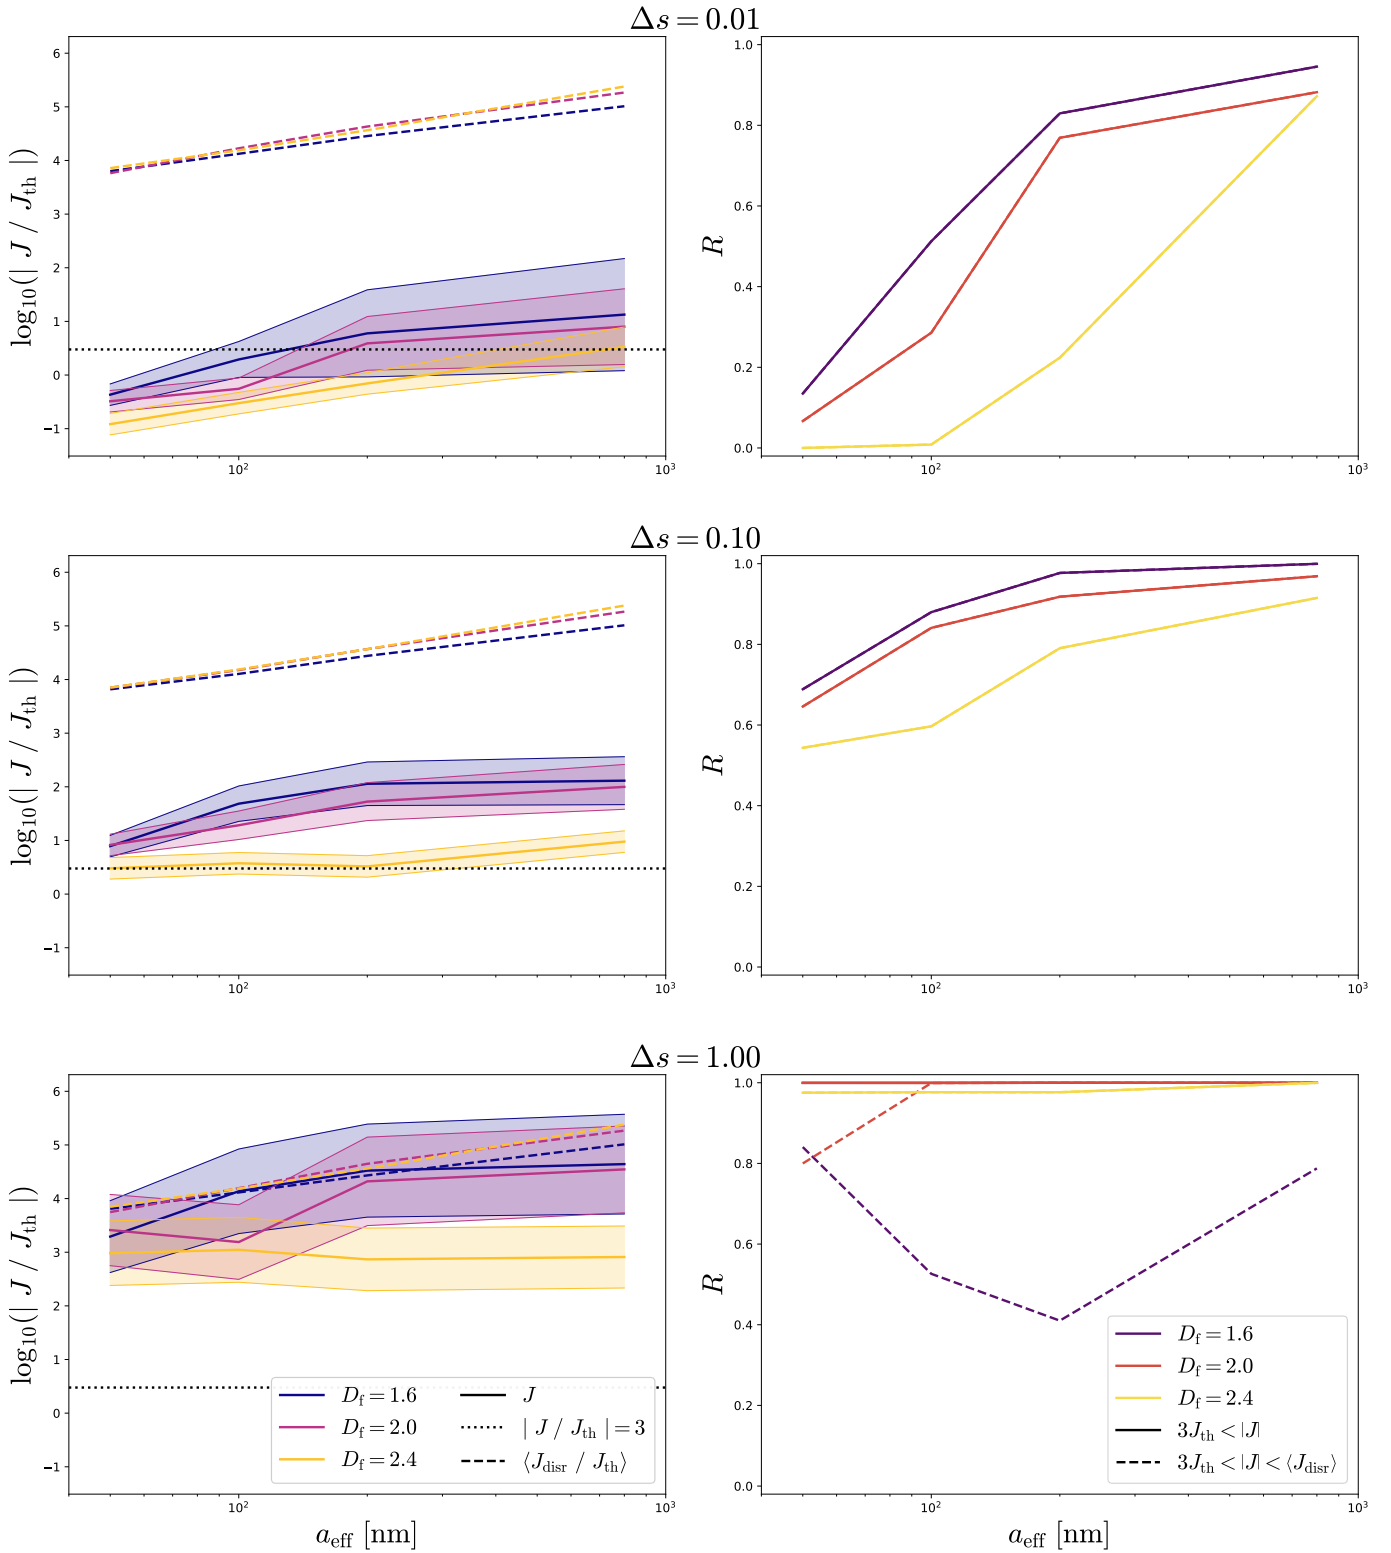 Δs = 0.01
log10(| J / Jth |)
6
5
4
3
2
1
0
−1
10²
10³
R
1.0
0.8
0.6
0.4
0.2
0.0
10²
10³
Δs = 0.10
log10(| J / Jth |)
6
5
4
3
2
1
0
−1
10²
10³
R
1.0
0.8
0.6
0.4
0.2
0.0
10²
10³
Δs = 1.00
log10(| J / Jth |)
6
5
4
3
2
1
0
−1
10²
10³
aeff [nm]
Df = 1.6
Df = 2.0
Df = 2.4
J
| J / Jth | = 3
⟨Jdisr / Jth⟩
R
1.0
0.8
0.6
0.4
0.2
0.0
10²
10³
aeff [nm]
Df = 1.6
Df = 2.0
Df = 2.4
3Jth < |J|
3Jth < |J| < ⟨Jdisr⟩